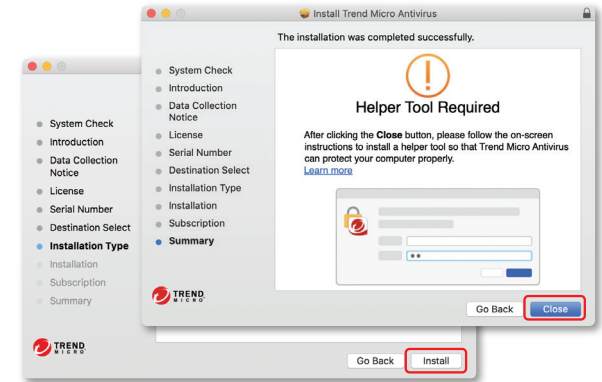 Install Trend Micro Antivirus
The installation was completed successfully.
System Check
Introduction
Data Collection
Notice
License
Serial Number
Destination Select
Installation Type
Installation
Subscription
Summary
Helper Tool Required
After clicking the Close button, please follow the on-screen
instructions to install a helper tool so that Trend Micro Antivirus
can protect your computer properly.
Learn more
TREND
MICRO
Go Back
Close
System Check
Introduction
Data Collection
Notice
License
Serial Number
Destination Select
Installation Type
Installation
Subscription
Summary
TREND
MICRO
Go Back
Install